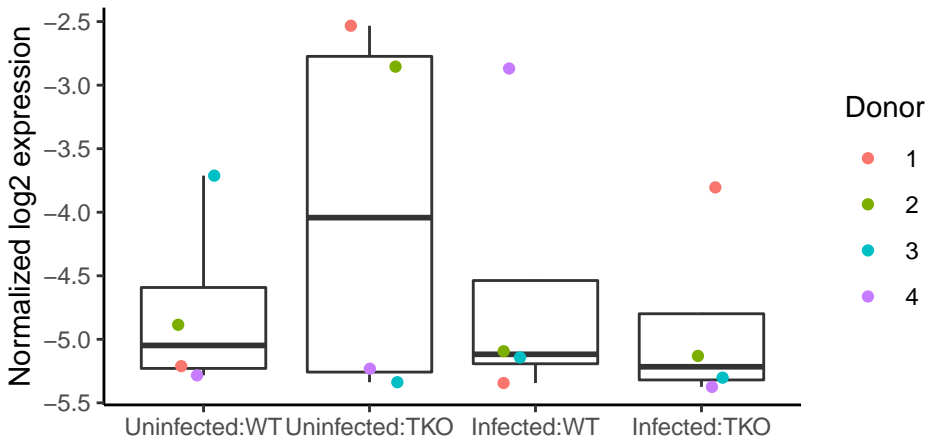 Normalized log2 expression
−2.5
−3.0
−3.5
−4.0
−4.5
−5.0
−5.5
Uninfected:WT
Uninfected:TKO
Infected:WT
Infected:TKO
Donor
1
2
3
4